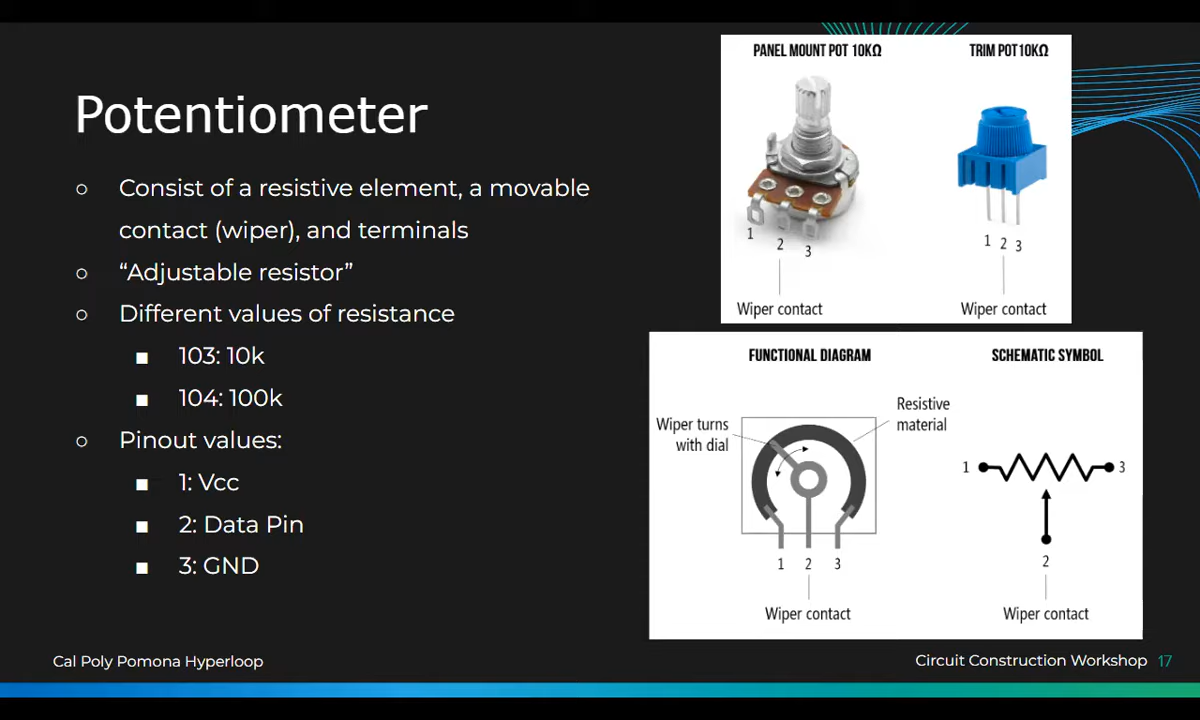 Potentiometer
○ Consist of a resistive element, a movable
contact (wiper), and terminals
○ “Adjustable resistor”
○ Different values of resistance
■ 103: 10k
■ 104: 100k
○ Pinout values:
■ 1: Vcc
■ 2: Data Pin
■ 3: GND
PANEL MOUNT POT 10KΩ
1
2
3
Wiper contact
TRIM POT10KΩ
1 2 3
Wiper contact
FUNCTIONAL DIAGRAM
Wiper turns
with dial
Resistive
material
1 2 3
Wiper contact
SCHEMATIC SYMBOL
1 3
2
Wiper contact
Cal Poly Pomona Hyperloop
Circuit Construction Workshop 17